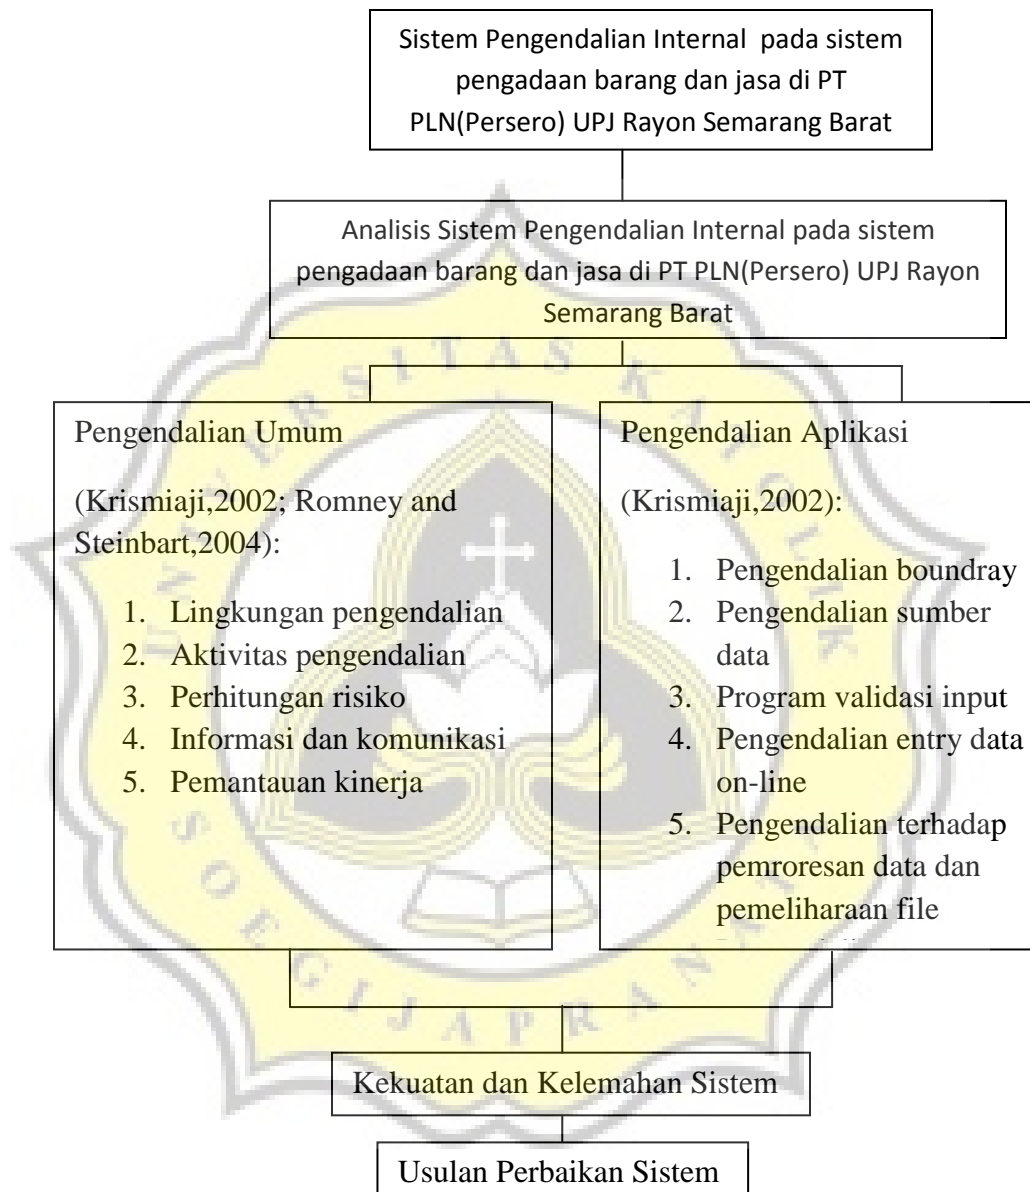 Sistem Pengendalian Internal pada sistem
pengadaan barang dan jasa di PT
PLN(Persero) UPJ Rayon Semarang Barat
Analisis Sistem Pengendalian Internal pada sistem
pengadaan barang dan jasa di PT PLN(Persero) UPJ Rayon
Semarang Barat
Pengendalian Umum
(Krismiaji,2002; Romney and
Steinbart,2004):
1. Lingkungan pengendalian
2. Aktivitas pengendalian
3. Perhitungan risiko
4. Informasi dan komunikasi
5. Pemantauan kinerja
Pengendalian Aplikasi
(Krismiaji,2002):
1. Pengendalian boundray
2. Pengendalian sumber
data
3. Program validasi input
4. Pengendalian entry data
on-line
5. Pengendalian terhadap
pemroresan data dan
pemeliharaan file
Kekuatan dan Kelemahan Sistem
Usulan Perbaikan Sistem
UNIVERSITAS KATOLIK
SOEGIJAPRANATA